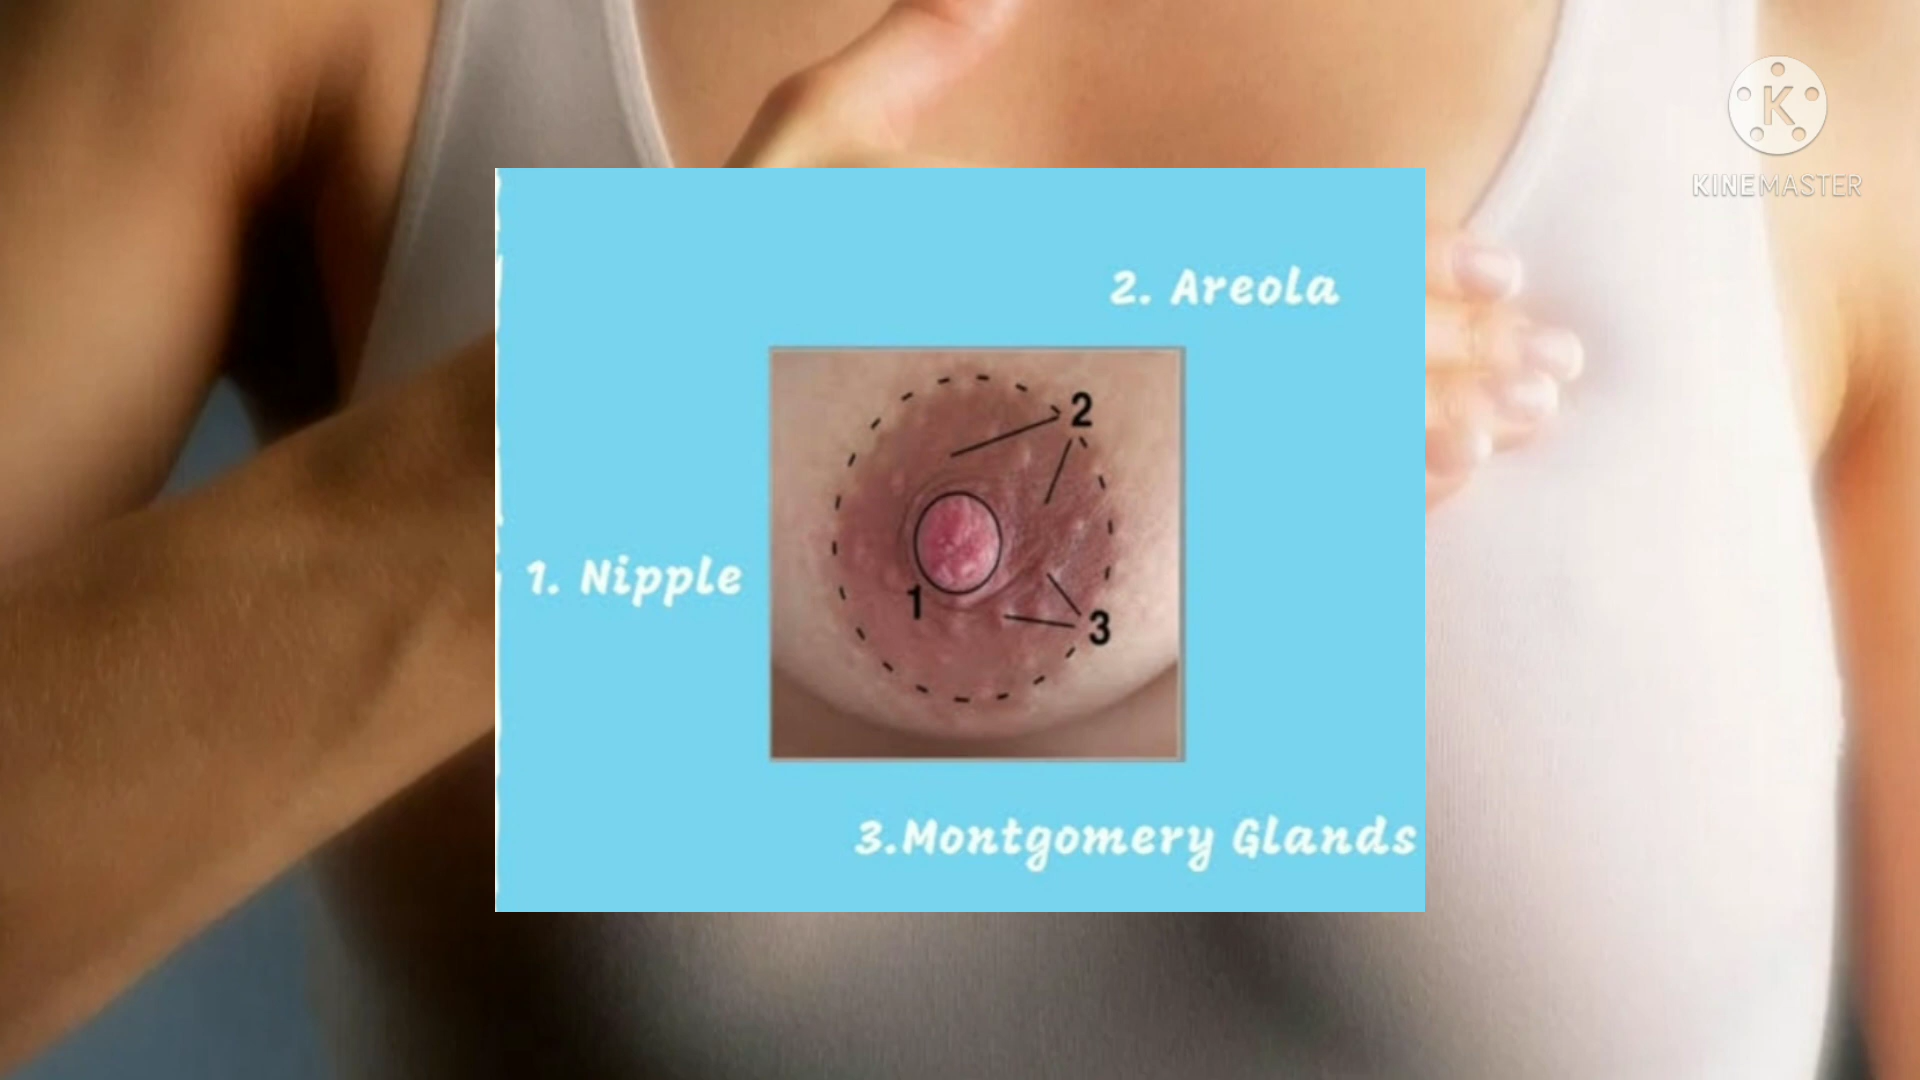 KINEMASTER
2. Areola
2
1. Nipple
1
3
3.Montgomery Glands